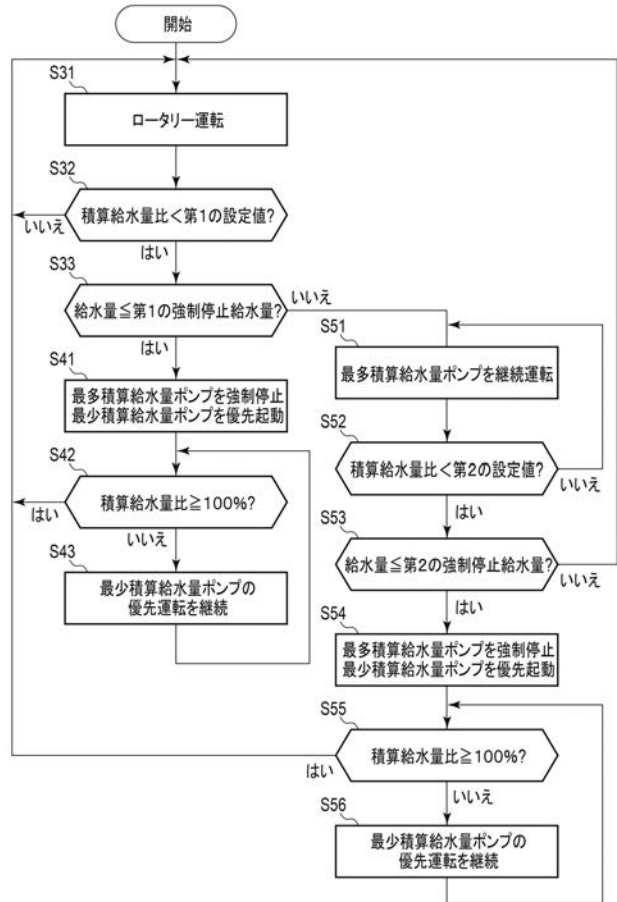 開始
S31
ロータリー運転
S32
積算給水量比<第1の設定値?
いいえ
はい
S33
給水量≦第1の強制停止給水量?
いいえ
はい
S41
最多積算給水量ポンプを強制停止
最少積算給水量ポンプを優先起動
S42
積算給水量比≧100%?
はい
いいえ
S43
最少積算給水量ポンプの
優先運転を継続
S51
最多積算給水量ポンプを継続運転
S52
積算給水量比<第2の設定値?
いいえ
はい
S53
給水量≦第2の強制停止給水量?
いいえ
はい
S54
最多積算給水量ポンプを強制停止
最少積算給水量ポンプを優先起動
S55
積算給水量比≧100%?
はい
いいえ
S56
最少積算給水量ポンプの
優先運転を継続